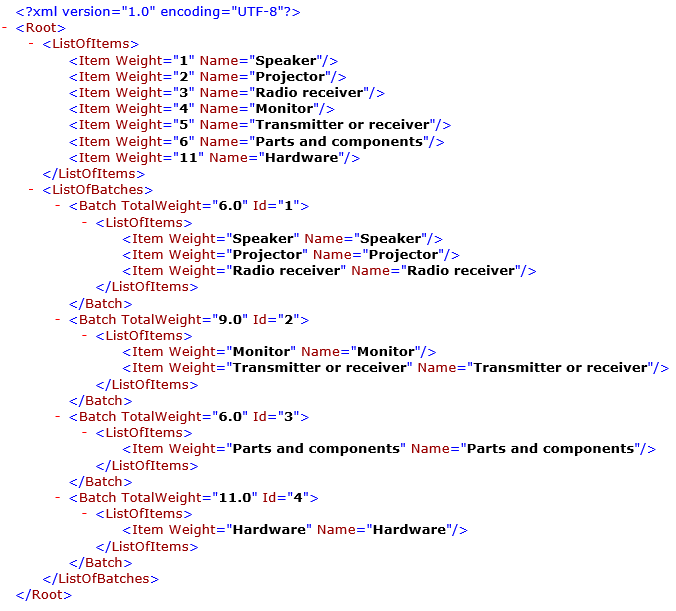 <?xml version="1.0" encoding="UTF-8"?>
- <Root>
- <ListOfItems>
<Item Weight="1" Name="Speaker"/>
<Item Weight="2" Name="Projector"/>
<Item Weight="3" Name="Radio receiver"/>
<Item Weight="4" Name="Monitor"/>
<Item Weight="5" Name="Transmitter or receiver"/>
<Item Weight="6" Name="Parts and components"/>
<Item Weight="11" Name="Hardware"/>
</ListOfItems>
- <ListOfBatches>
- <Batch TotalWeight="6.0" Id="1">
- <ListOfItems>
<Item Weight="Speaker" Name="Speaker"/>
<Item Weight="Projector" Name="Projector"/>
<Item Weight="Radio receiver" Name="Radio receiver"/>
</ListOfItems>
</Batch>
- <Batch TotalWeight="9.0" Id="2">
- <ListOfItems>
<Item Weight="Monitor" Name="Monitor"/>
<Item Weight="Transmitter or receiver" Name="Transmitter or receiver"/>
</ListOfItems>
</Batch>
- <Batch TotalWeight="6.0" Id="3">
- <ListOfItems>
<Item Weight="Parts and components" Name="Parts and components"/>
</ListOfItems>
</Batch>
- <Batch TotalWeight="11.0" Id="4">
- <ListOfItems>
<Item Weight="Hardware" Name="Hardware"/>
</ListOfItems>
</Batch>
</ListOfBatches>
</Root>